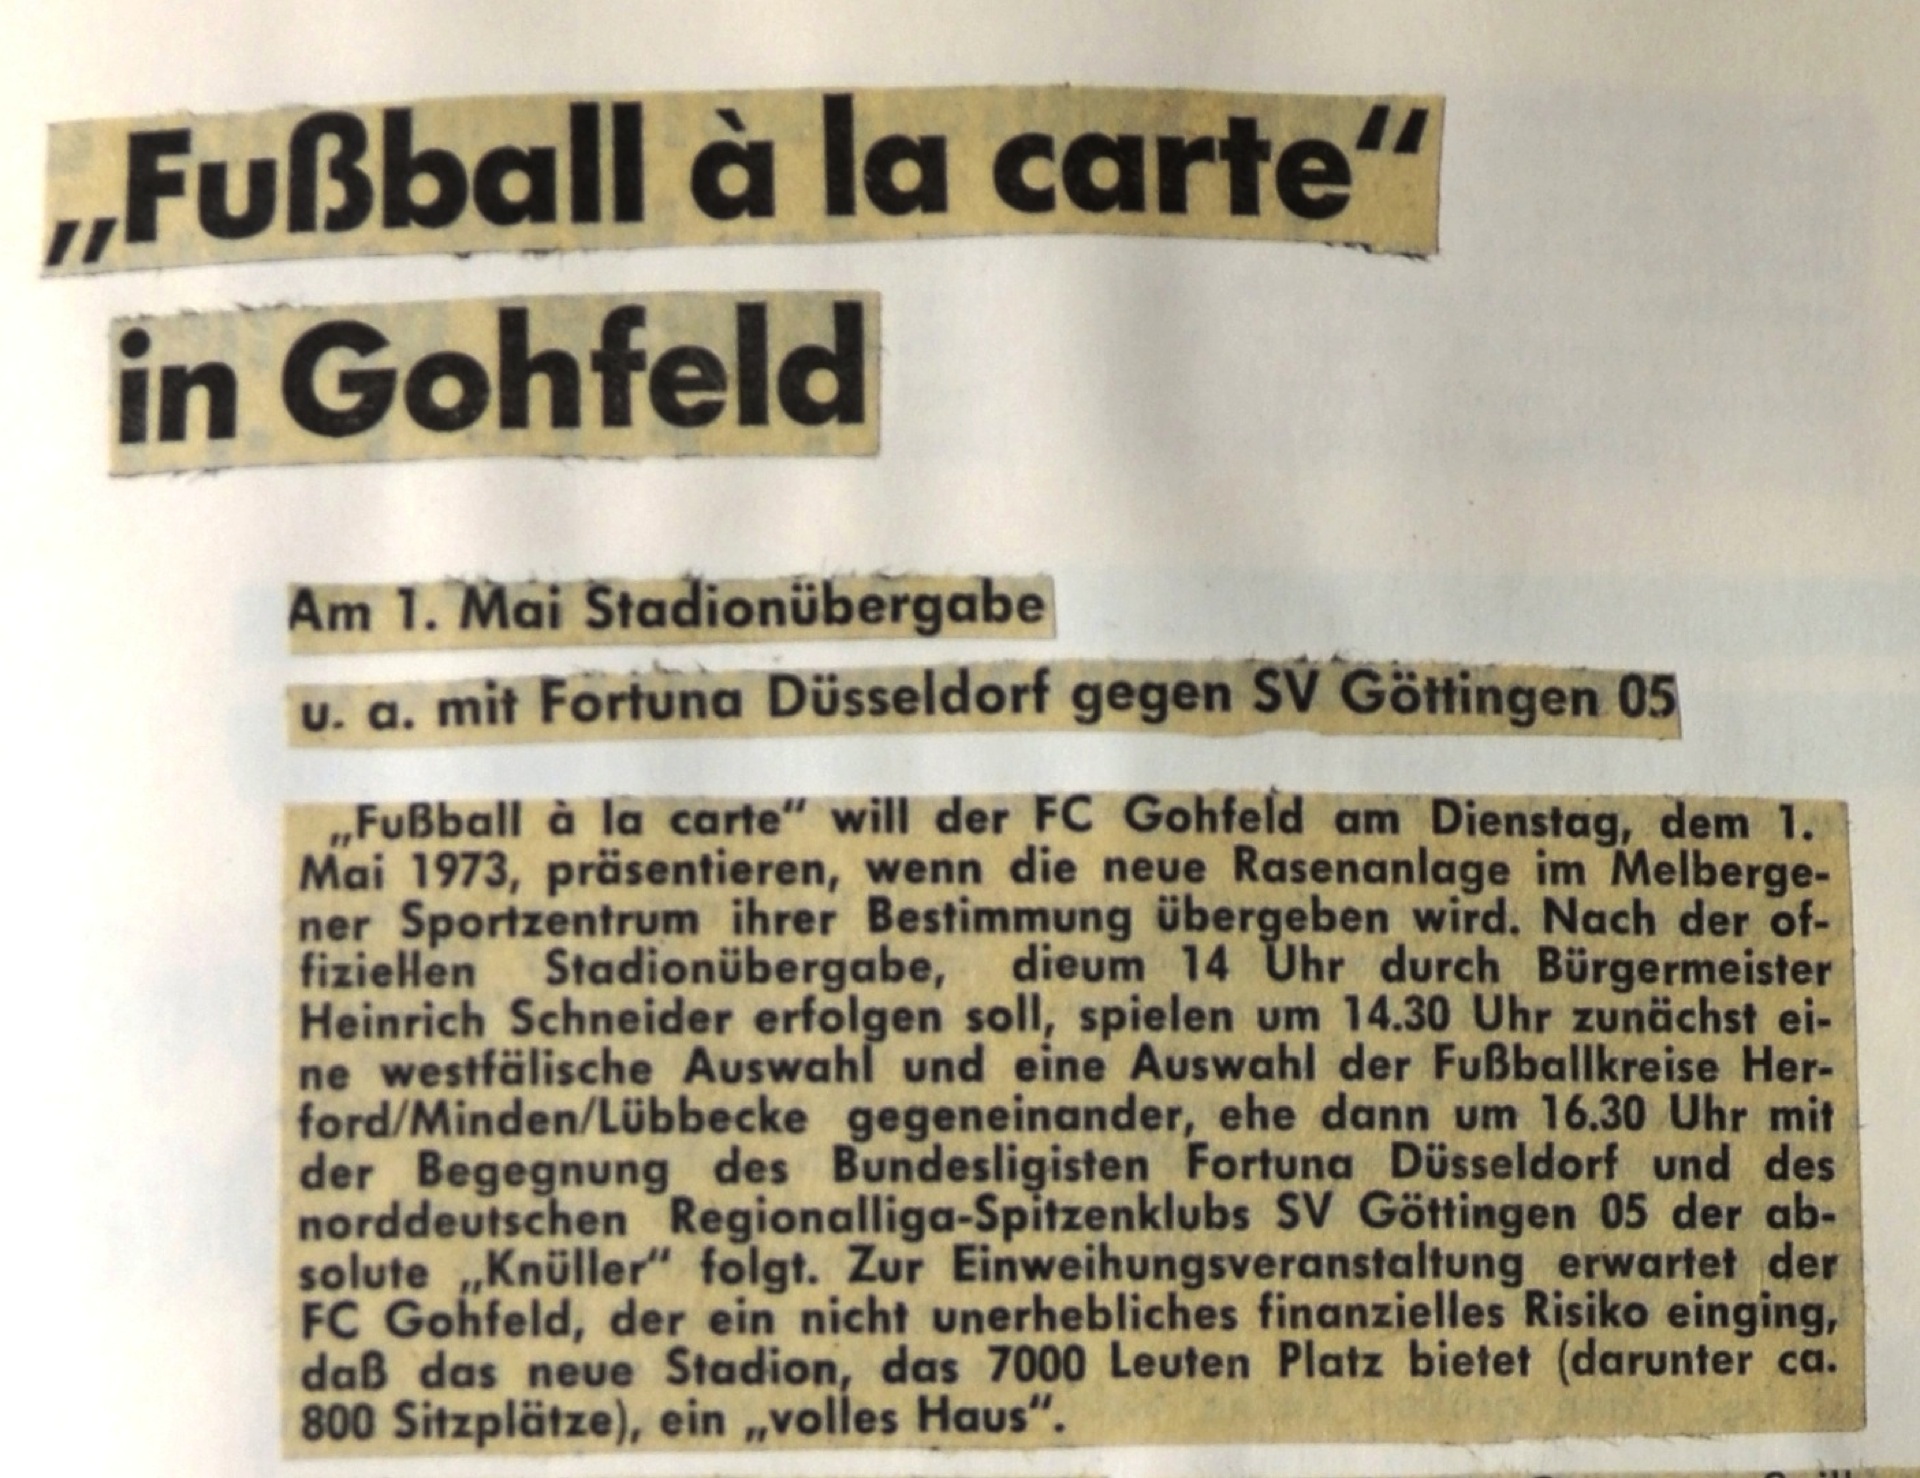 „Fußball à la carte“
in Gohfeld
Am 1. Mai Stadionübergabe
u. a. mit Fortuna Düsseldorf gegen SV Göttingen 05
„Fußball à la carte“ will der FC Gohfeld am Dienstag, dem 1.
Mai 1973, präsentieren, wenn die neue Rasenanlage im Melberge-
ner Sportzentrum ihrer Bestimmung übergeben wird. Nach der of-
fiziellen Stadionübergabe, dieum 14 Uhr durch Bürgermeister
Heinrich Schneider erfolgen soll, spielen um 14.30 Uhr zunächst ei-
ne westfälische Auswahl und eine Auswahl der Fußballkreise Her-
ford/Minden/Lübbecke gegeneinander, ehe dann um 16.30 Uhr mit
der Begegnung des Bundesligisten Fortuna Düsseldorf und des
norddeutschen Regionalliga-Spitzenklubs SV Göttingen 05 der ab-
solute „Knüller“ folgt. Zur Einweihungsveranstaltung erwartet der
FC Gohfeld, der ein nicht unerhebliches finanzielles Risiko einging,
daß das neue Stadion, das 7000 Leuten Platz bietet (darunter ca.
800 Sitzplätze), ein „volles Haus“.